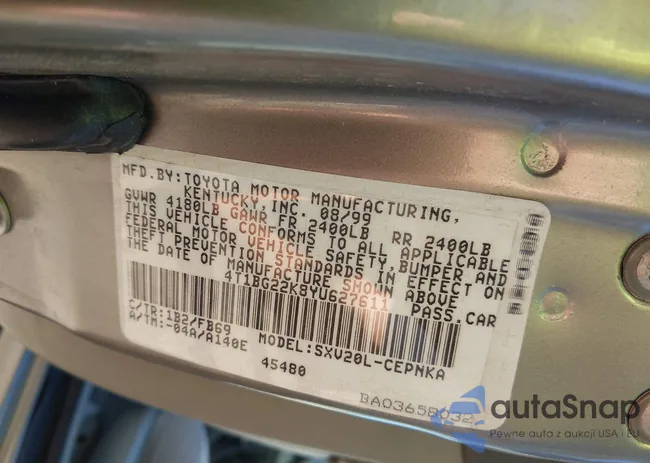 MFD.BY:TOYOTA MOTOR MANUFACTURING,
KENTUCKY, INC. 08/99
GVWR 4180LB GAWR FR 2400LB RR 2400LB
THIS VEHICLE CONFORMS TO ALL APPLICABLE
FEDERAL MOTOR VEHICLE SAFETY, BUMPER AND
THEFT PREVENTION STANDARDS IN EFFECT ON
THE DATE OF MANUFACTURE SHOWN ABOVE
4T1BG22K8YU627611 PASS.CAR
C/TR:1B2/FB69 MODEL:SXV20L-CEPNKA
A/TM:-04A/A140E
45480
BA03658632
autaSnap
Pewne auta z aukcji USA i EU